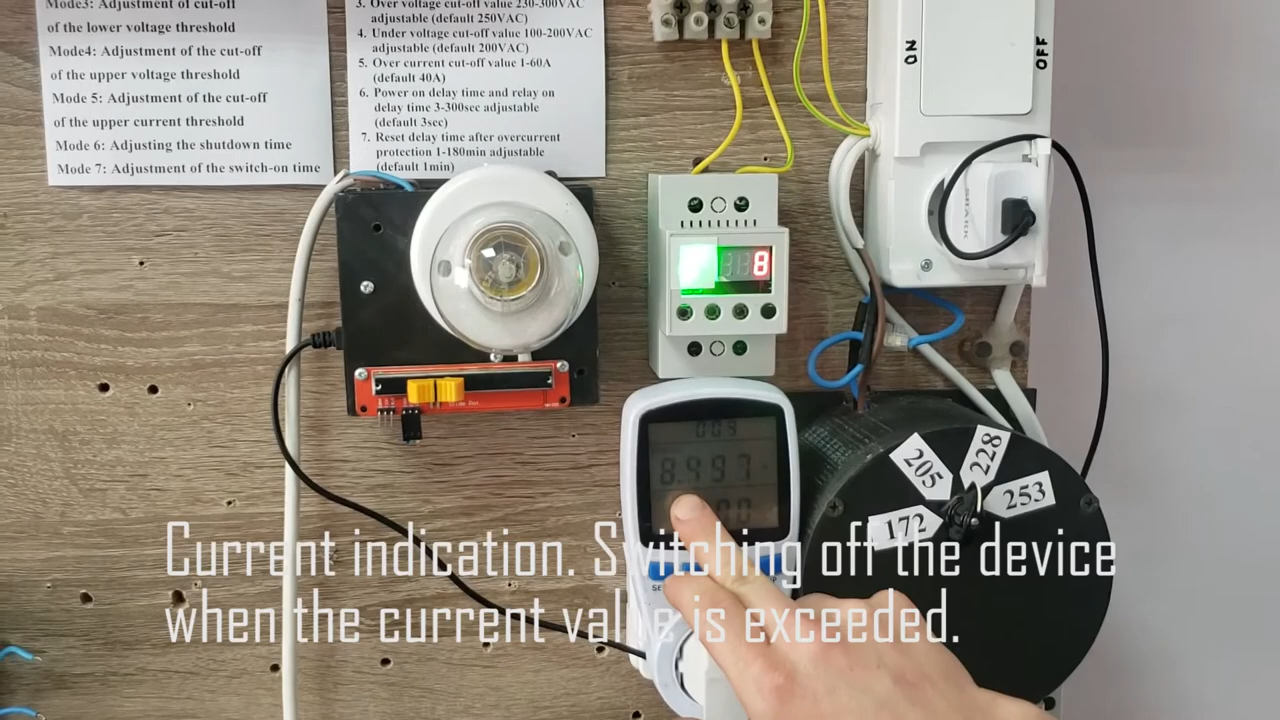 Mode3: Adjustment of cut-off
of the lower voltage threshold
Mode4: Adjustment of the cut-off
of the upper voltage threshold
Mode 5: Adjustment of the cut-off
of the upper current threshold
Mode 6: Adjusting the shutdown time
Mode7: Adjustment of the switch-on time
3. Over voltage cut-off value 230-300VAC
adjustable (default 250VAC)
4. Under voltage cut-off value 100-200VAC
adjustable (default 200VAC)
5. Over current cut-off value 1-60A
(default 40A)
6. Power on delay time and relay on
delay time 3-300sec adjustable
(default 3sec)
7. Reset delay time after overcurrent
protection 1-180min adjustable
(default 1min)
ON
OFF
8
205
228
253
172
Current indication. Switching off the device
when the current value is exceeded.